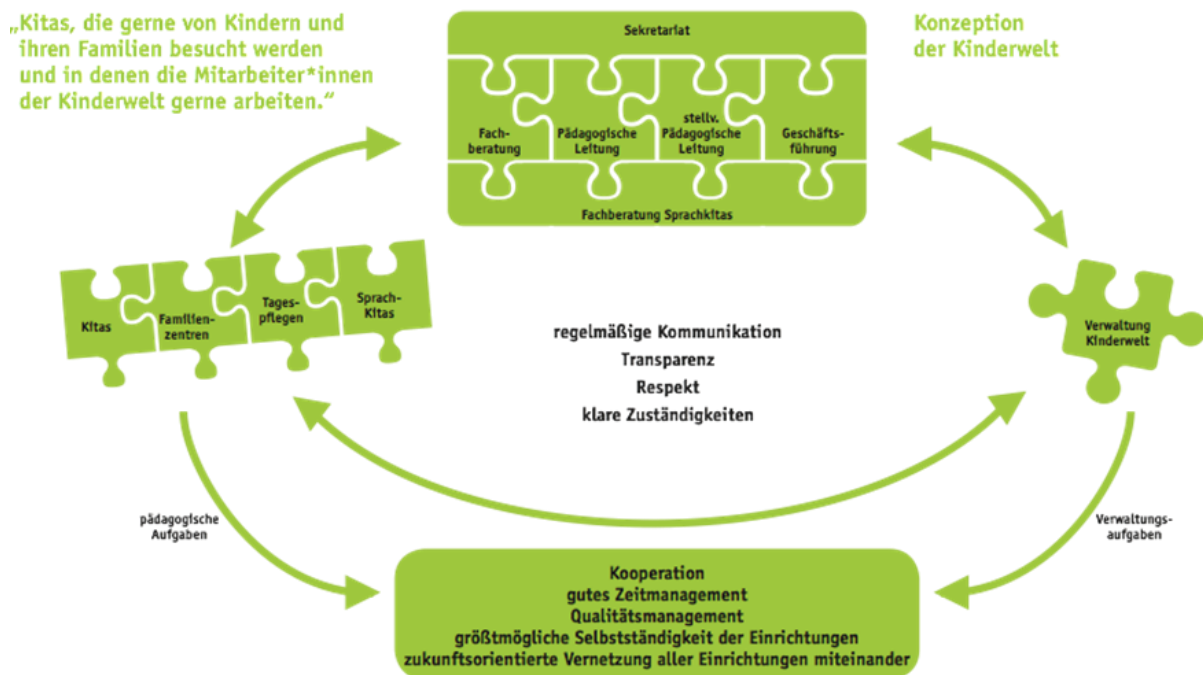 „Kitas, die gerne von Kindern und
ihren Familien besucht werden
und in denen die Mitarbeiter*innen
der Kinderwelt gerne arbeiten.“
Konzeption
der Kinderwelt
Sekretariat
Fach-
beratung
Pädagogische
Leitung
stellv.
Pädagogische
Leitung
Geschäfts-
führung
Fachberatung Sprachkitas
Kitas
Familien-
zentren
Tages-
pflegen
Sprach-
Kitas
Verwaltung
Kinderwelt
regelmäßige Kommunikation
Transparenz
Respekt
klare Zuständigkeiten
pädagogische
Aufgaben
Verwaltungs-
aufgaben
Kooperation
gutes Zeitmanagement
Qualitätsmanagement
größtmögliche Selbstständigkeit der Einrichtungen
zukunftsorientierte Vernetzung aller Einrichtungen miteinander